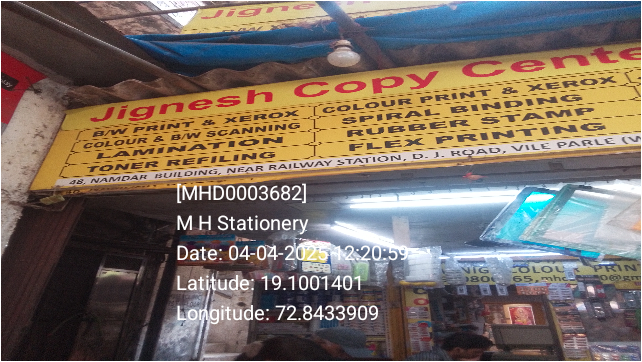 Jignesh
Jignesh Copy Cente
B/W PRINT & XEROX
COLOUR & B/W SCANNING
LAMINATION
TONER REFILING
COLOUR PRINT & XEROX
SPIRAL BINDING
RUBBER STAMP
FLEX PRINTING
48, NAMDAR BUILDING, NEAR RAILWAY STATION, D. J. ROAD, VILE PARLE (W
[MHD0003682]
M H Stationery
Date: 04-04-2025 12:20:59
Latitude: 19.1001401
Longitude: 72.8433909